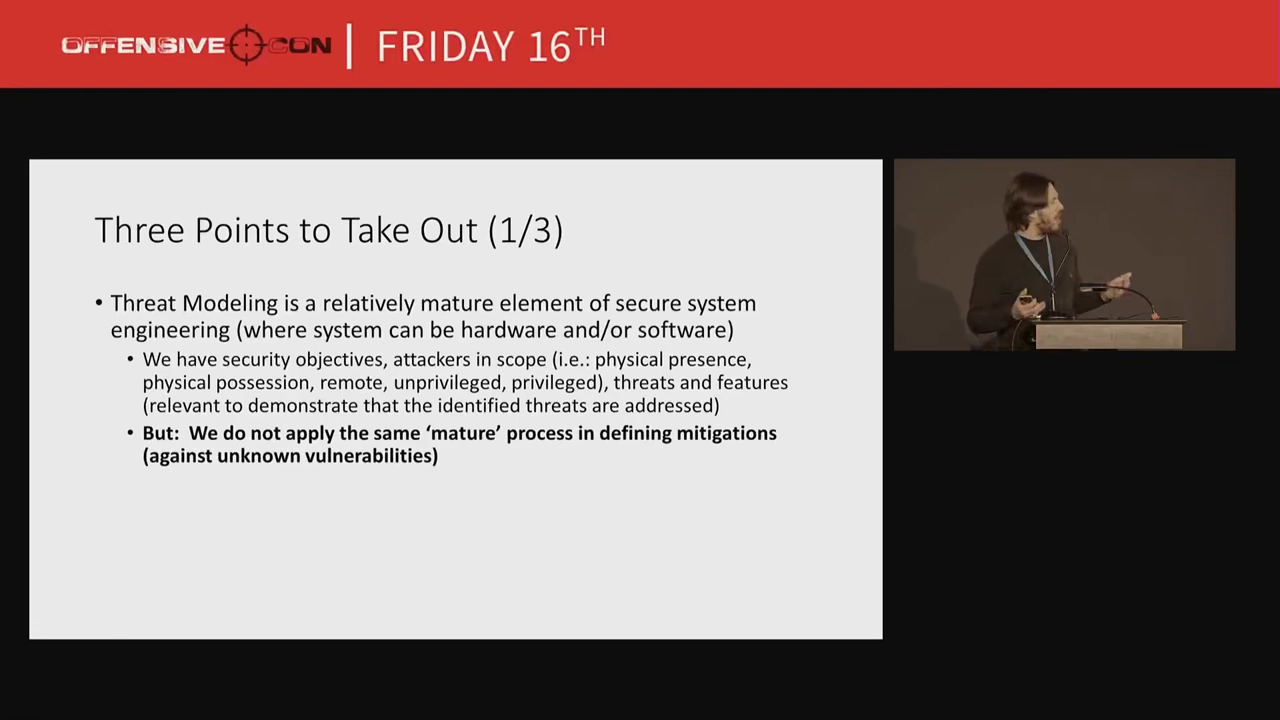 OFFENSIVE CON | FRIDAY 16TH
Three Points to Take Out (1/3)
• Threat Modeling is a relatively mature element of secure system
engineering (where system can be hardware and/or software)
• We have security objectives, attackers in scope (i.e.: physical presence,
physical possession, remote, unprivileged, privileged), threats and features
(relevant to demonstrate that the identified threats are addressed)
• But: We do not apply the same ‘mature’ process in defining mitigations
(against unknown vulnerabilities)